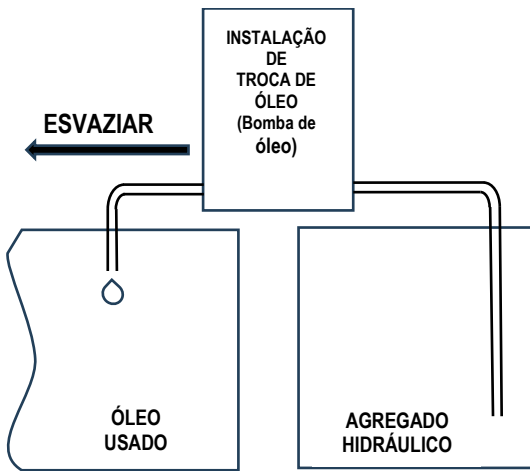 INSTALAÇÃO
DE
TROCA DE
ÓLEO
(Bomba de
óleo)
ESVAZIAR
ÓLEO
USADO
AGREGADO
HIDRÁULICO